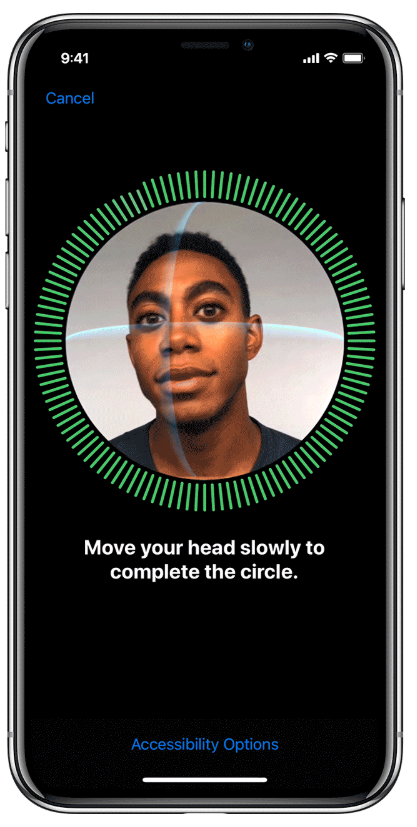 9:41
Cancel
Move your head slowly to
complete the circle.
Accessibility Options